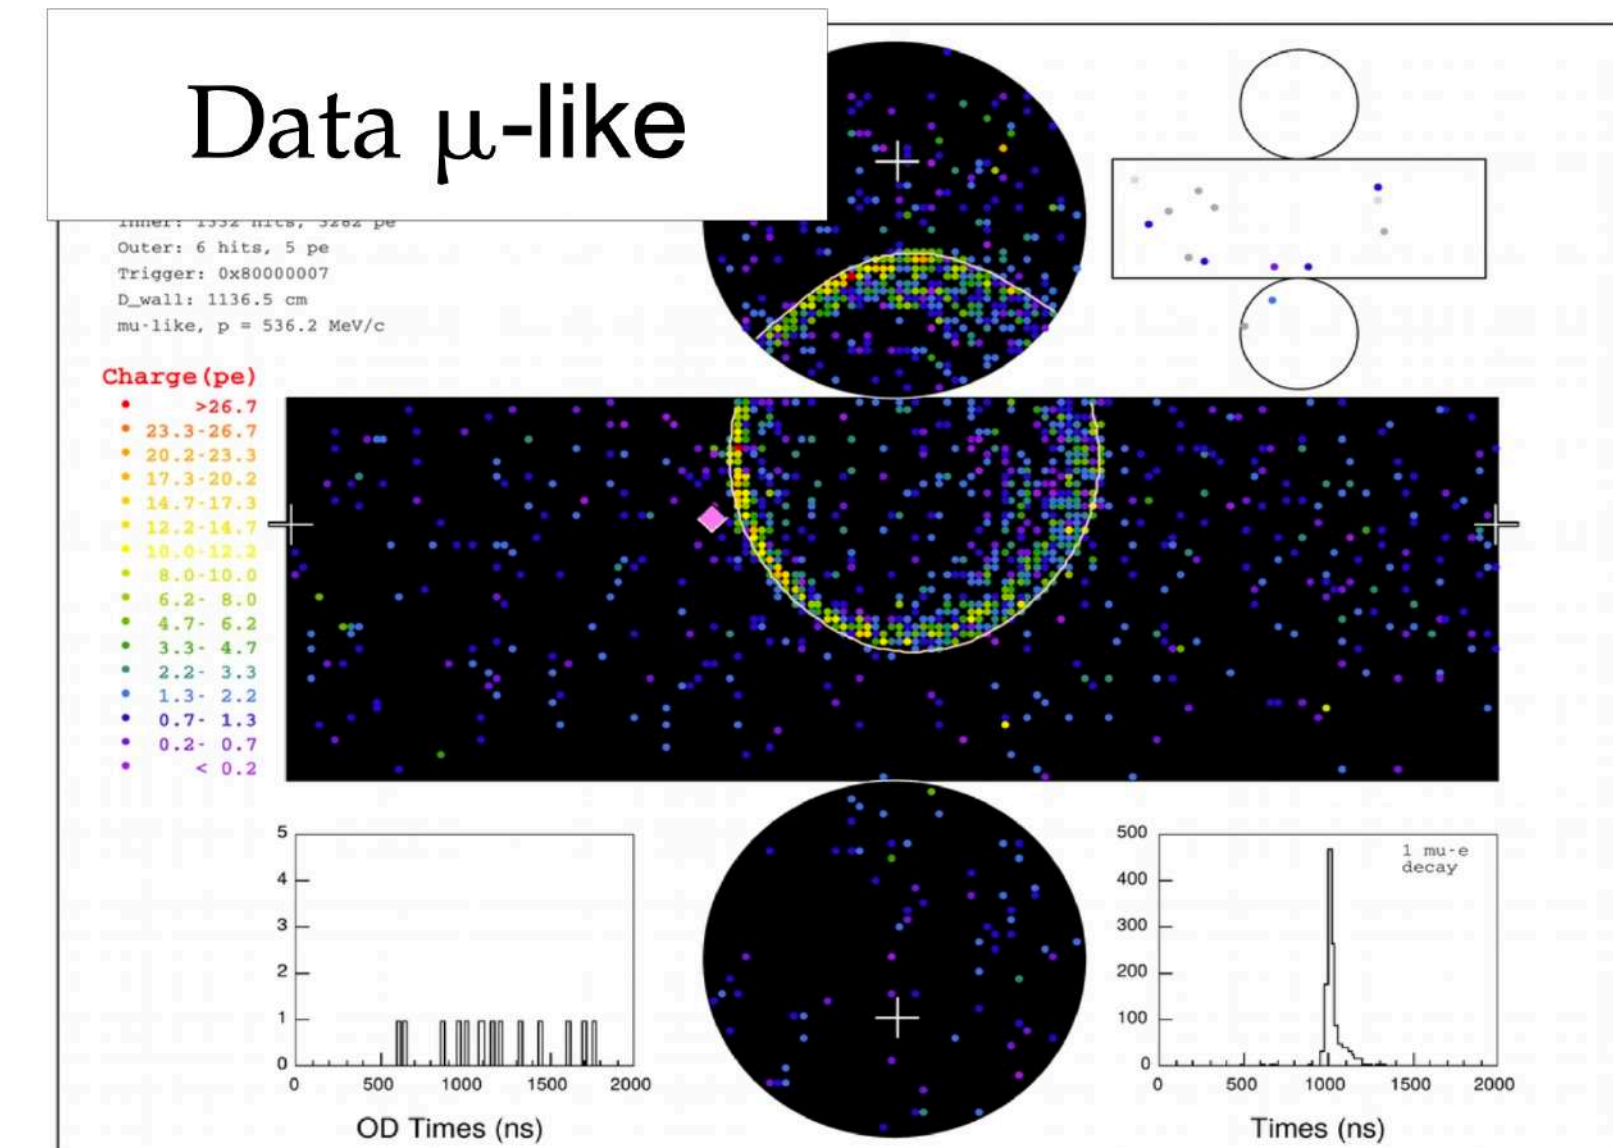 Data μ-like
Inner: 1332 hits, 3282 pe
Outer: 6 hits, 5 pe
Trigger: 0x80000007
D_wall: 1136.5 cm
mu-like, p = 536.2 MeV/c
Charge(pe)
>26.7
23.3-26.7
20.2-23.3
17.3-20.2
14.7-17.3
12.2-14.7
10.0-12.2
8.0-10.0
6.2- 8.0
4.7- 6.2
3.3- 4.7
2.2- 3.3
1.3- 2.2
0.7- 1.3
0.2- 0.7
< 0.2
5
4
3
2
1
0
0 500 1000 1500 2000
OD Times (ns)
500
400
300
200
100
0
1 mu-e
decay
0 500 1000 1500 2000
Times (ns)